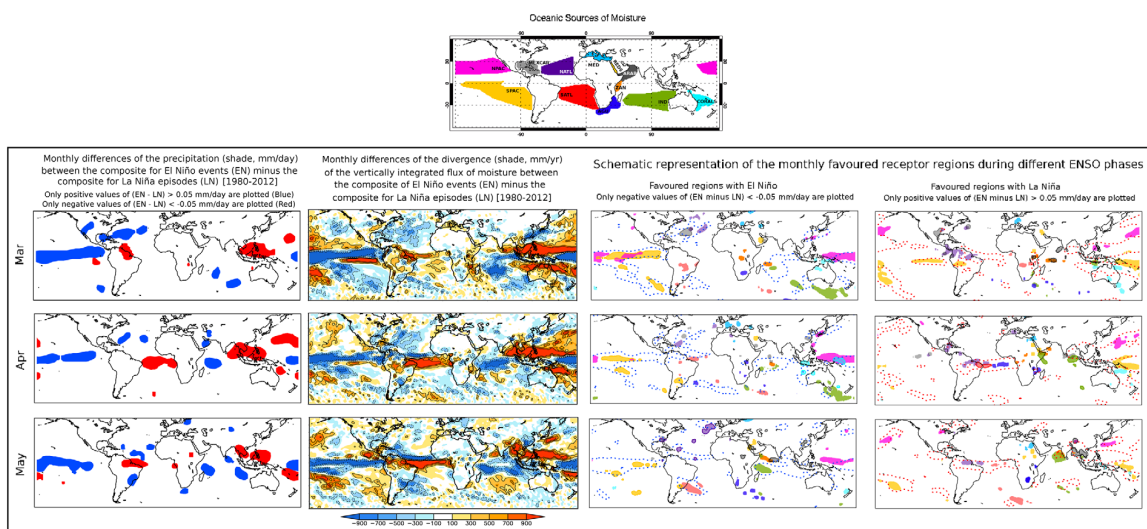 Oceanic Sources of Moisture
-90
0
90
NPAC
MEXCAR
NATL
MED
SPAC
SATL
ZAN
IND
CORALS
-90
0
90
Monthly differences of the precipitation (shade, mm/day)
between the composite for El Niño events (EN) minus the
composite for La Niña episodes (LN) [1980-2012]
Only positive values of (EN - LN) > 0.05 mm/day are plotted (Blue)
Only negative values of (EN - LN) < -0.05 mm/day are plotted (Red)
Monthly differences of the divergence (shade, mm/yr)
of the vertically integrated flux of moisture between
the composite of El Niño events (EN) minus the
composite for La Niña episodes (LN) [1980-2012]
Schematic representation of the monthly favoured receptor regions during different ENSO phases
Favoured regions with El Niño
Only negative values of (EN minus LN) < -0.05 mm/day are plotted
Favoured regions with La Niña
Only positive values of (EN minus LN) > 0.05 mm/day are plotted
Mar
Apr
May
-900 -700 -500 -300 -100 100 300 500 700 900